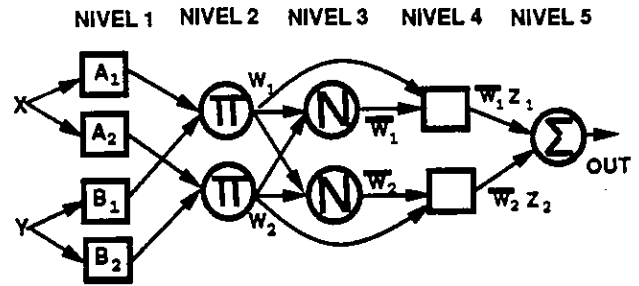 NIVEL 1 NIVEL 2 NIVEL 3 NIVEL 4 NIVEL 5
X
A₁
A₂
Y
B₁
B₂
Π
Π
W₁
W₂
N
N
W̅₁
W̅₂
W̅₁ Z₁
W̅₂ Z₂
Σ
OUT